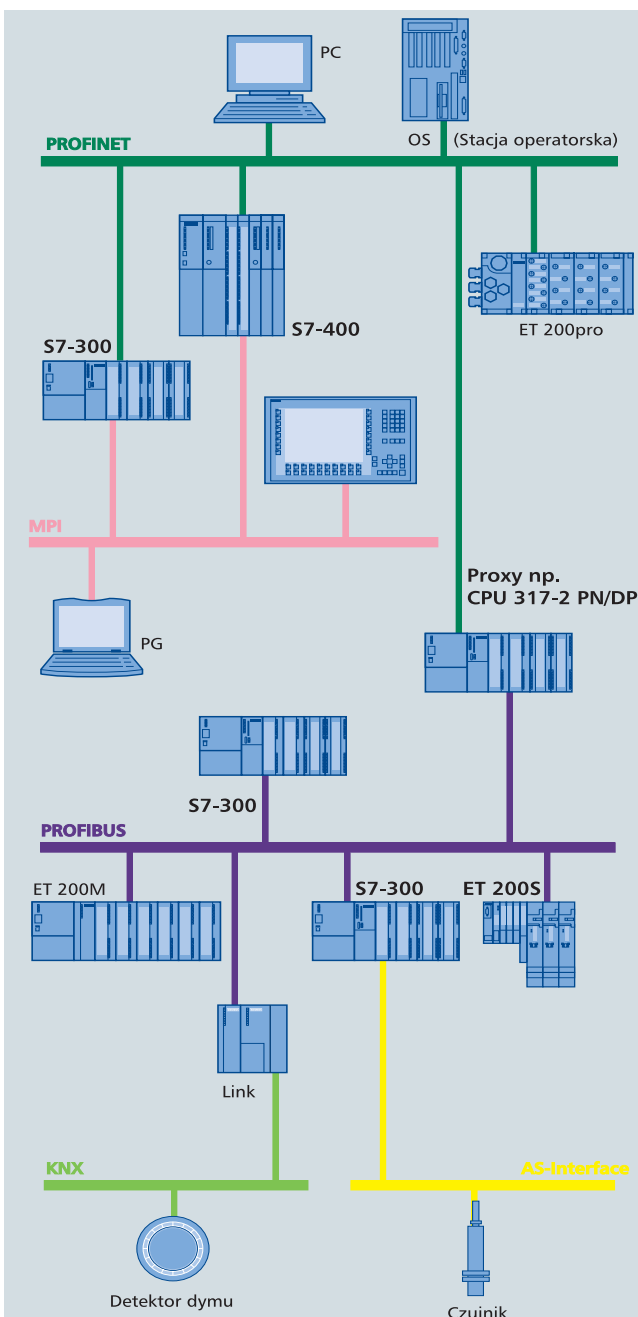 PC
OS (Stacja operatorska)
PROFINET
S7-400
ET 200pro
S7-300
MPI
Proxy np.
CPU 317-2 PN/DP
PG
S7-300
PROFIBUS
ET 200M
S7-300
ET 200S
Link
KNX
AS-Interface
Detektor dymu
Czujnik